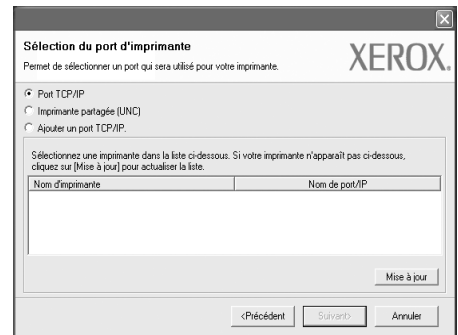 Sélection du port d'imprimante
Permet de sélectionner un port qui sera utilisé pour votre imprimante.
XEROX.
Port TCP/IP
Imprimante partagée (UNC)
Ajouter un port TCP/IP.
Sélectionnez une imprimante dans la liste ci-dessous. Si votre imprimante n'apparaît pas ci-dessous,
cliquez sur [Mise à jour] pour actualiser la liste.
Nom d'imprimante Nom de port/IP
Mise à jour
<Précédent Suivant> Annuler